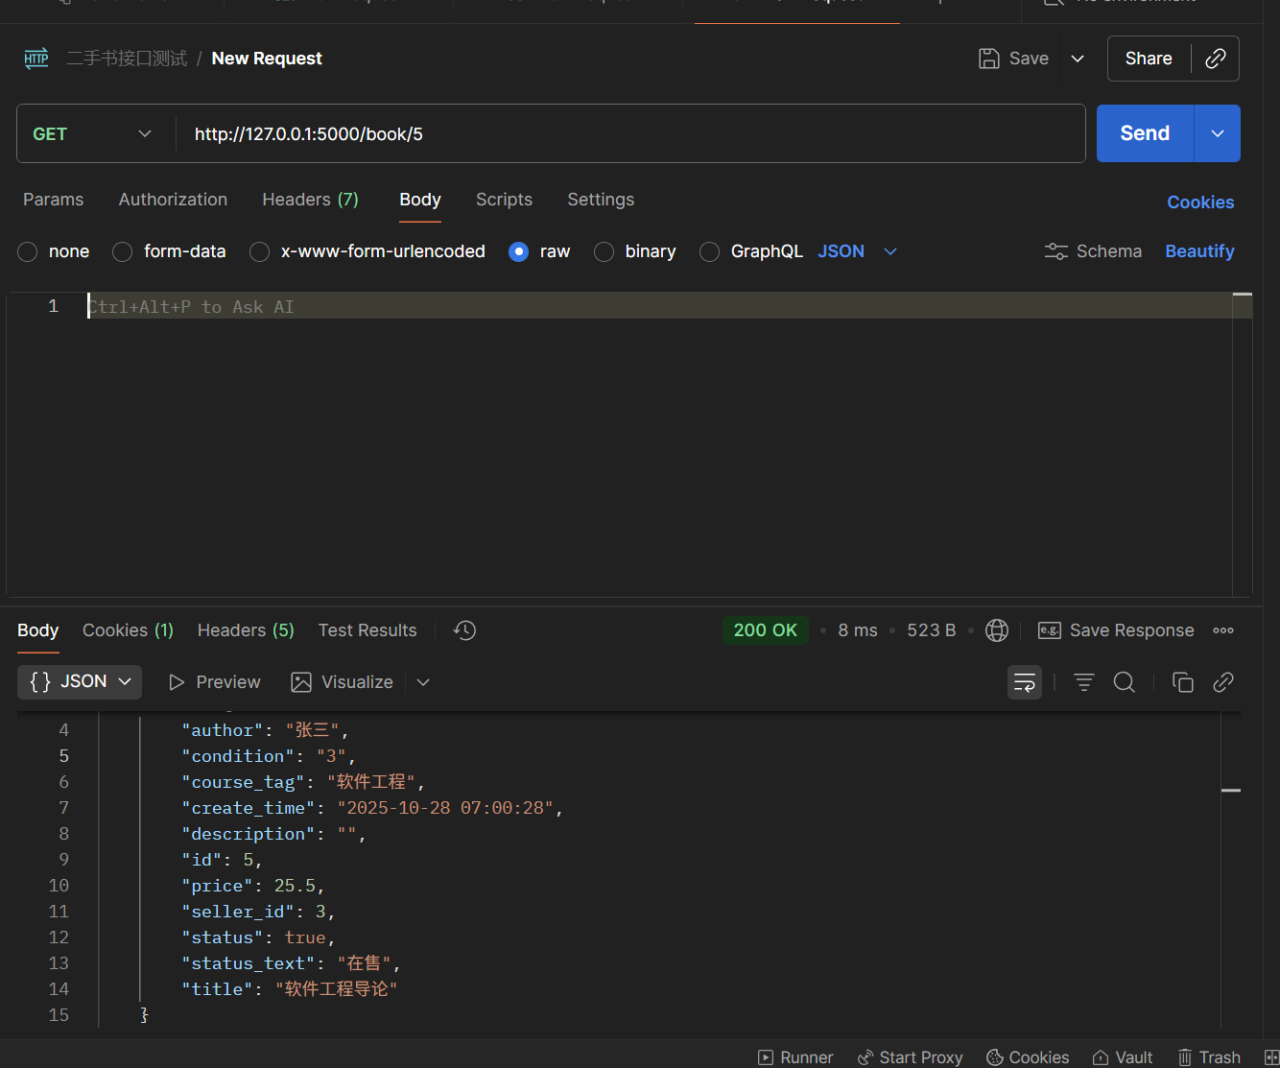 HTTP 二手书接口测试 / New Request Save Share
GET http://127.0.0.1:5000/book/5 Send
Params Authorization Headers (7) Body Scripts Settings Cookies
none form-data x-www-form-urlencoded raw binary GraphQL JSON Schema Beautify
1 Ctrl+Alt+P to Ask AI
Body Cookies (1) Headers (5) Test Results 200 OK • 8 ms • 523 B • e.g. Save Response
{} JSON Preview Visualize
4 "author": "张三",
5 "condition": "3",
6 "course_tag": "软件工程",
7 "create_time": "2025-10-28 07:00:28",
8 "description": "",
9 "id": 5,
10 "price": 25.5,
11 "seller_id": 3,
12 "status": true,
13 "status_text": "在售",
14 "title": "软件工程导论"
15 }
Runner Start Proxy Cookies Vault Trash